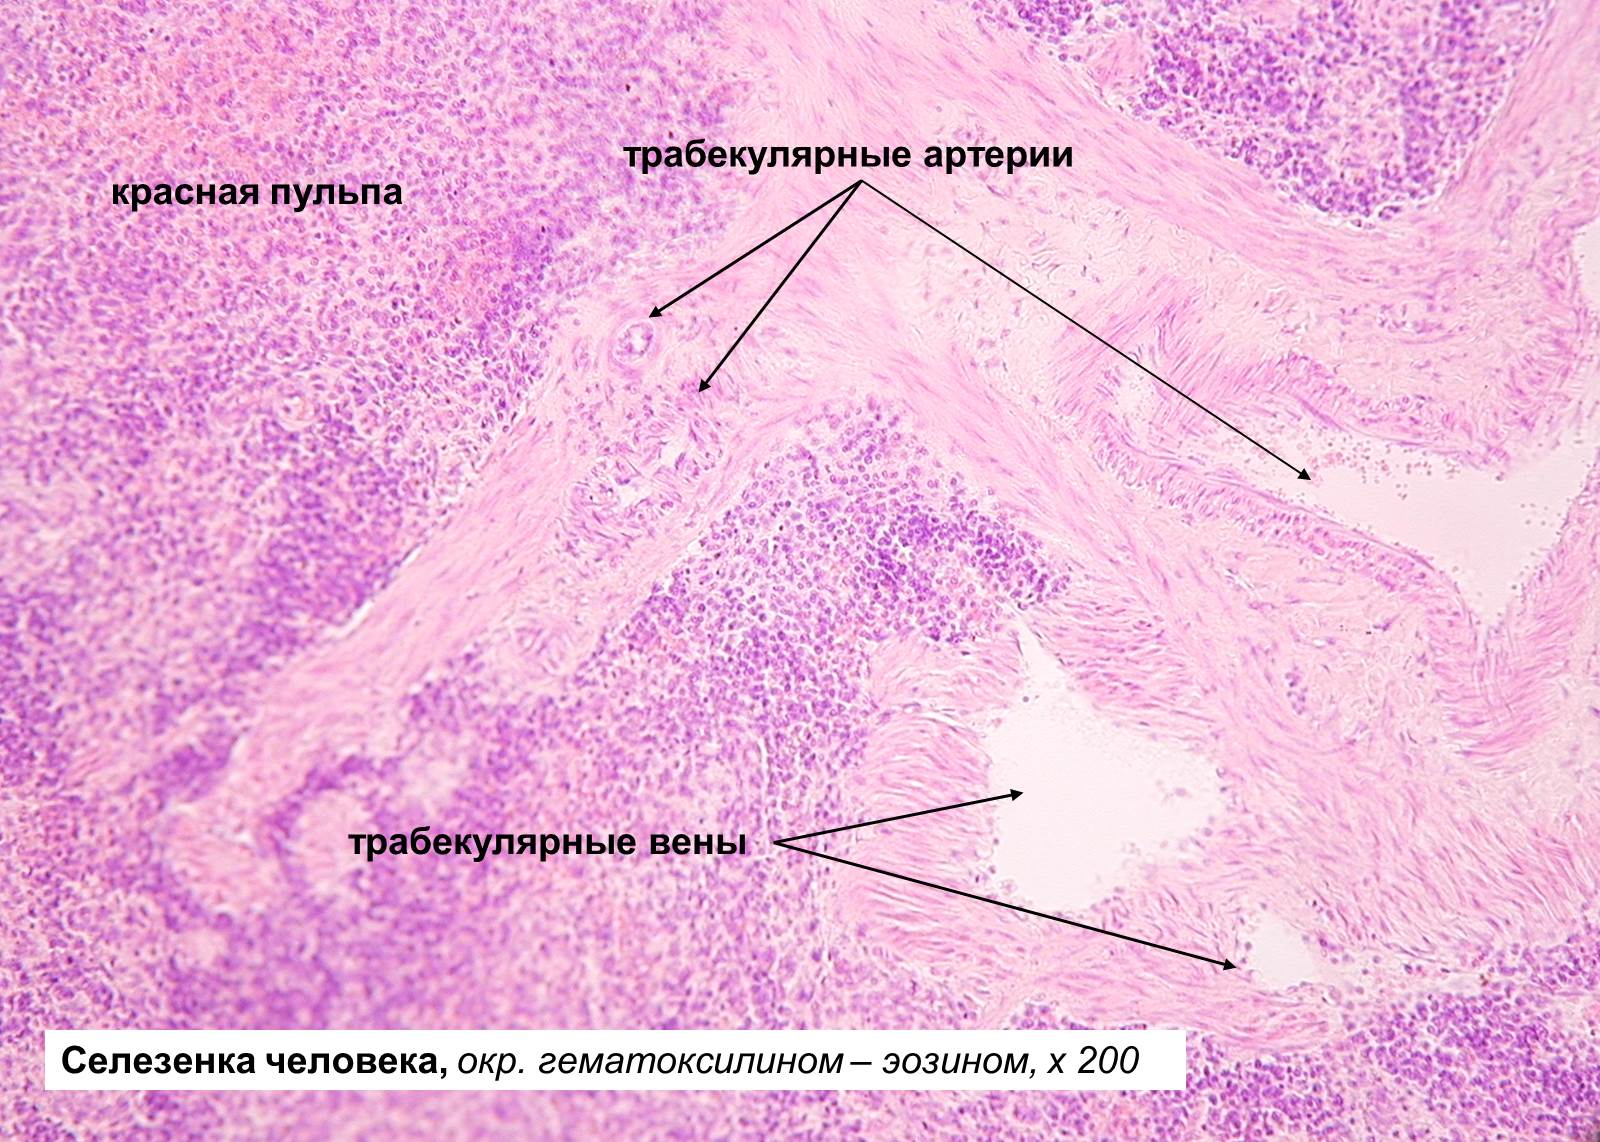 трабекулярные артерии
красная пульпа
трабекулярные вены
Селезенка человека, окр. гематоксилином – эозином, х 200